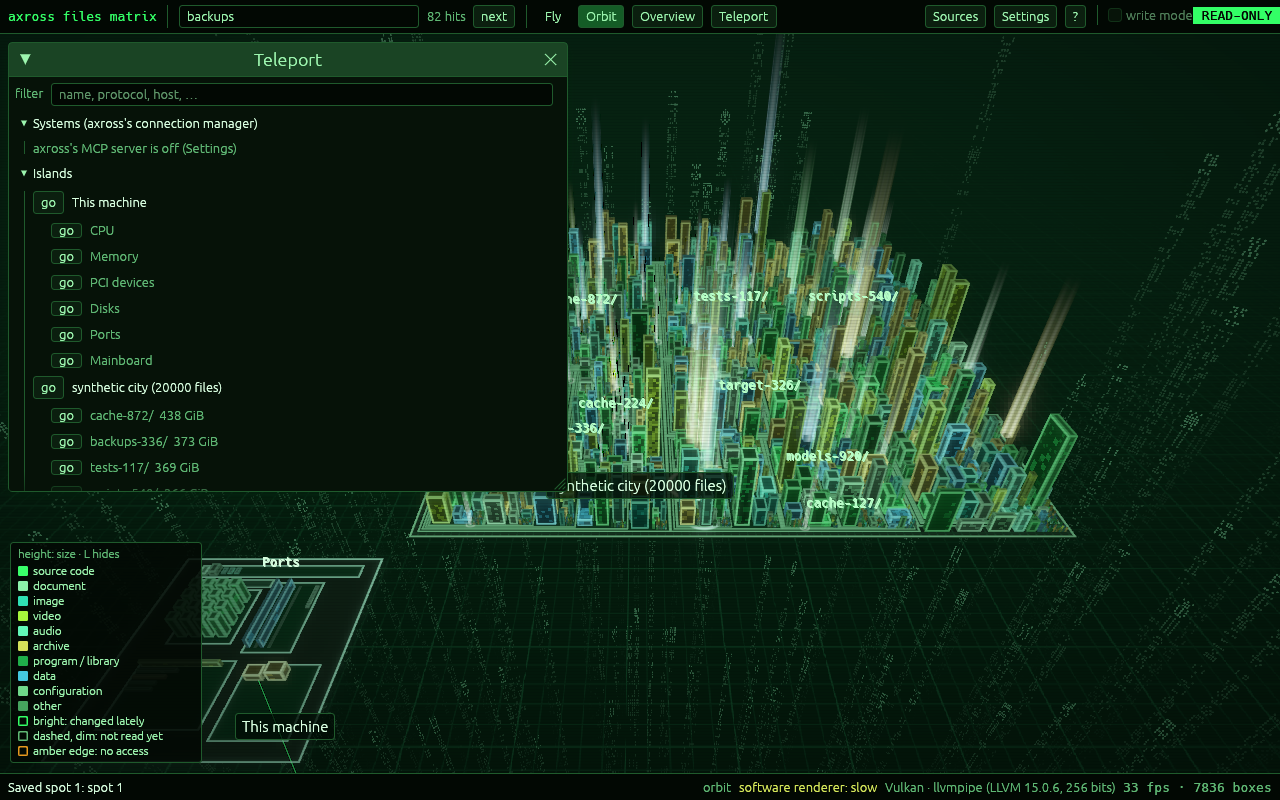 axross files matrix backups 82 hits next Fly Orbit Overview Teleport Sources Settings ? write mode READ-ONLY
▼ Teleport ×
filter name, protocol, host, ...
▼ Systems (axross's connection manager)
axross's MCP server is off (Settings)
▼ Islands
go This machine
go CPU
go Memory
go PCI devices
go Disks
go Ports
go Mainboard
go synthetic city (20000 files)
go cache-872/ 438 GiB
go backups-336/ 373 GiB
go tests-117/ 369 GiB
he-872/ tests-117/ scripts-540/
target-326/
cache-224/
-336/
models-920/
cache-127/
nthetic city (20000 files)
Ports
This machine
height: size · L hides
source code
document
image
video
audio
archive
program / library
data
configuration
other
bright: changed lately
dashed, dim: not read yet
amber edge: no access
Saved spot 1: spot 1 orbit software renderer: slow Vulkan · llvmpipe (LLVM 15.0.6, 256 bits) 33 fps · 7836 boxes